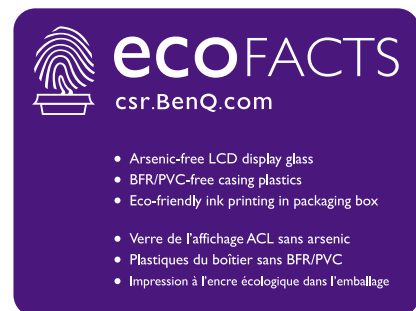 ecoFACTS
csr.BenQ.com
• Arsenic-free LCD display glass
• BFR/PVC-free casing plastics
• Eco-friendly ink printing in packaging box
• Verre de l'affichage ACL sans arsenic
• Plastiques du boîtier sans BFR/PVC
• Impression à l'encre écologique dans l'emballage